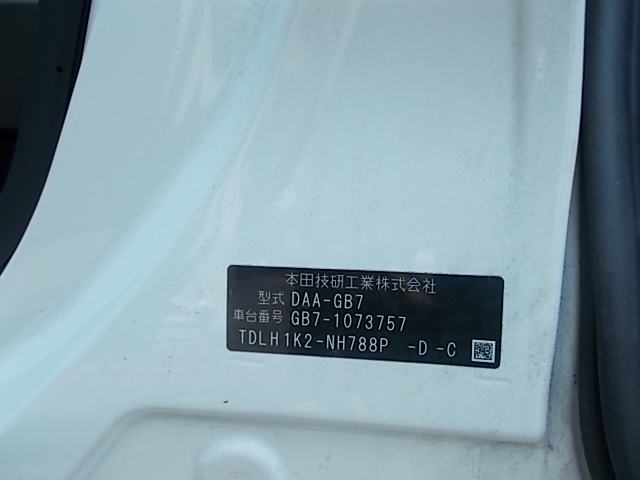 本田技研工業株式会社
型式 DAA-GB7
車台番号 GB7-1073757
TDLH1K2-NH788P -D -C